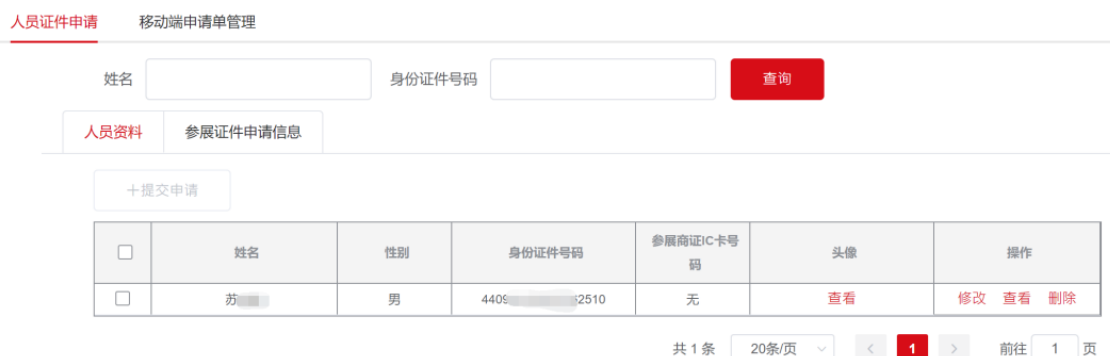 人员证件申请 移动端申请单管理
姓名 身份证件号码 查询
人员资料 参展证件申请信息
+提交申请
姓名 性别 身份证件号码 参展商证IC卡号码 头像 操作
苏 男 4409 2510 无 查看 修改 查看 删除
共 1 条 20条/页 < 1 > 前往 1 页